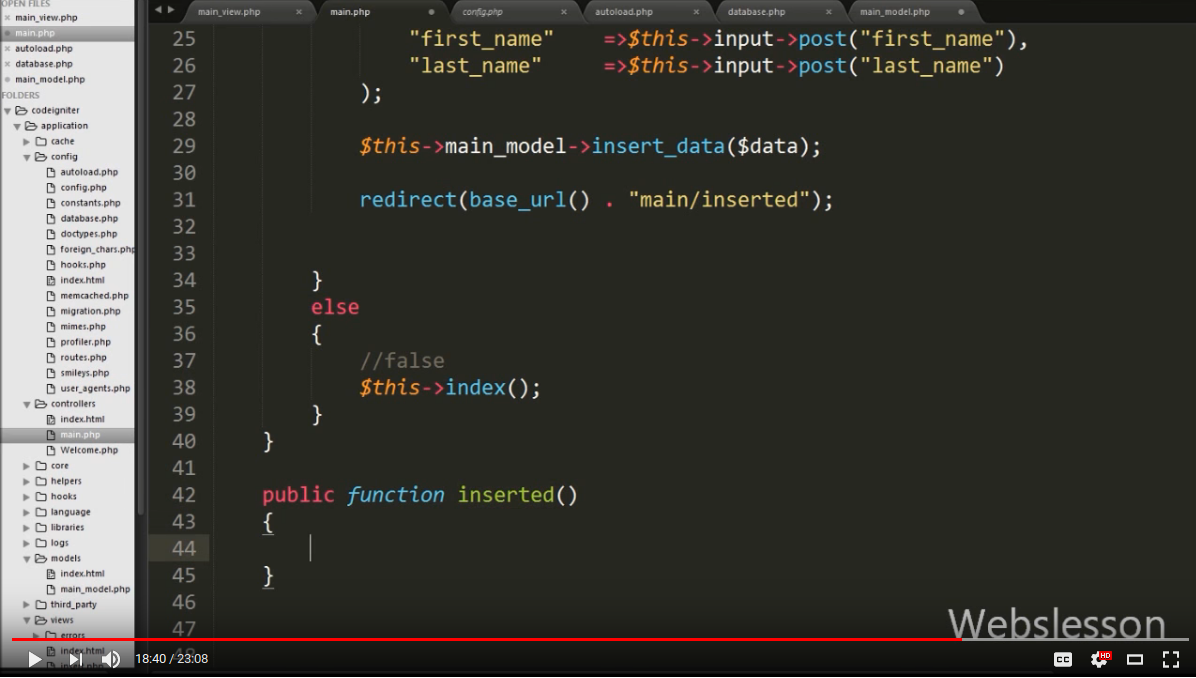 OPEN FILES
main_view.php
main.php
autoload.php
database.php
main_model.php
FOLDERS
codeigniter
application
cache
config
autoload.php
config.php
constants.php
database.php
doctypes.php
foreign_chars.php
hooks.php
index.html
memcached.php
migration.php
mimes.php
profiler.php
routes.php
smileys.php
user_agents.php
controllers
index.html
main.php
Welcome.php
core
helpers
hooks
language
libraries
logs
models
index.html
main_model.php
third_party
views
errors
index.html
main_view.php main.php config.php autoload.php database.php main_model.php
25 "first_name" =>$this->input->post("first_name"),
26 "last_name" =>$this->input->post("last_name")
27 );
28
29 $this->main_model->insert_data($data);
30
31 redirect(base_url() . "main/inserted");
32
33
34 }
35 else
36 {
37 //false
38 $this->index();
39 }
40 }
41
42 public function inserted()
43 {
44
45 }
46
47
Webslesson
18:40 / 23:08
CC HD